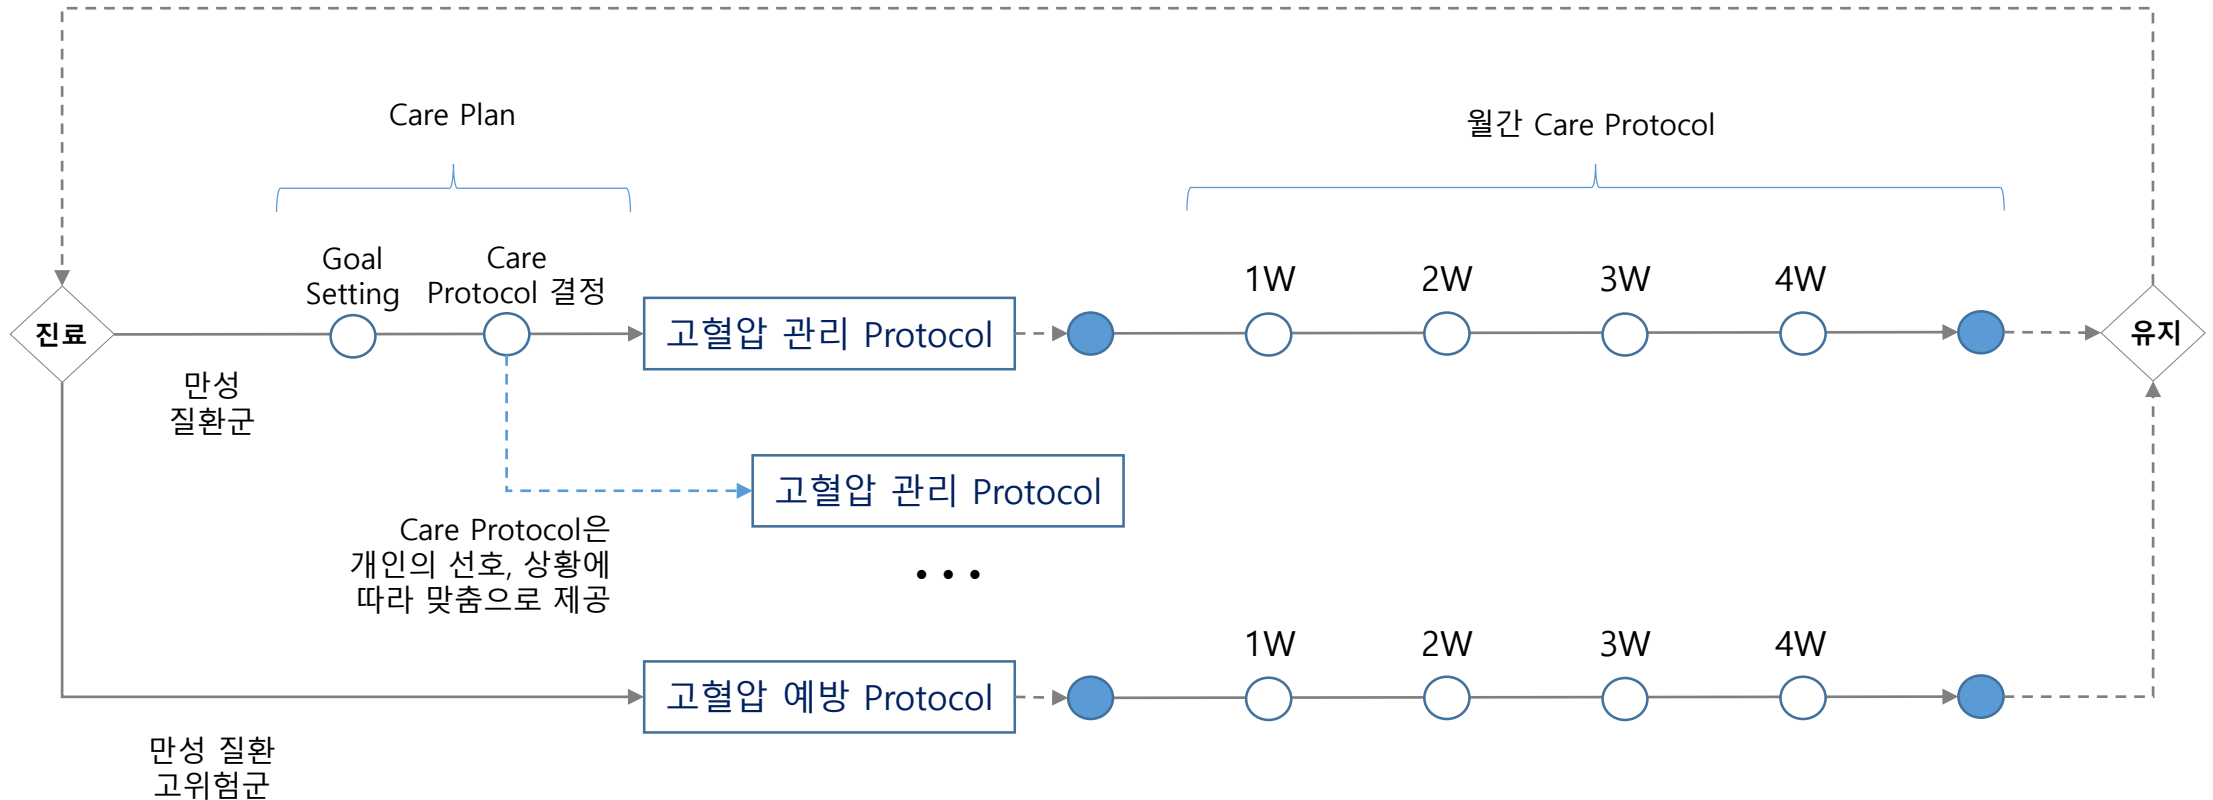 Care Plan
월간 Care Protocol
Goal
Setting
Care
Protocol 결정
1W
2W
3W
4W
진료
고혈압 관리 Protocol
유지
만성
질환군
고혈압 관리 Protocol
Care Protocol은
개인의 선호, 상황에
따라 맞춤으로 제공
• • •
1W
2W
3W
4W
고혈압 예방 Protocol
만성 질환
고위험군